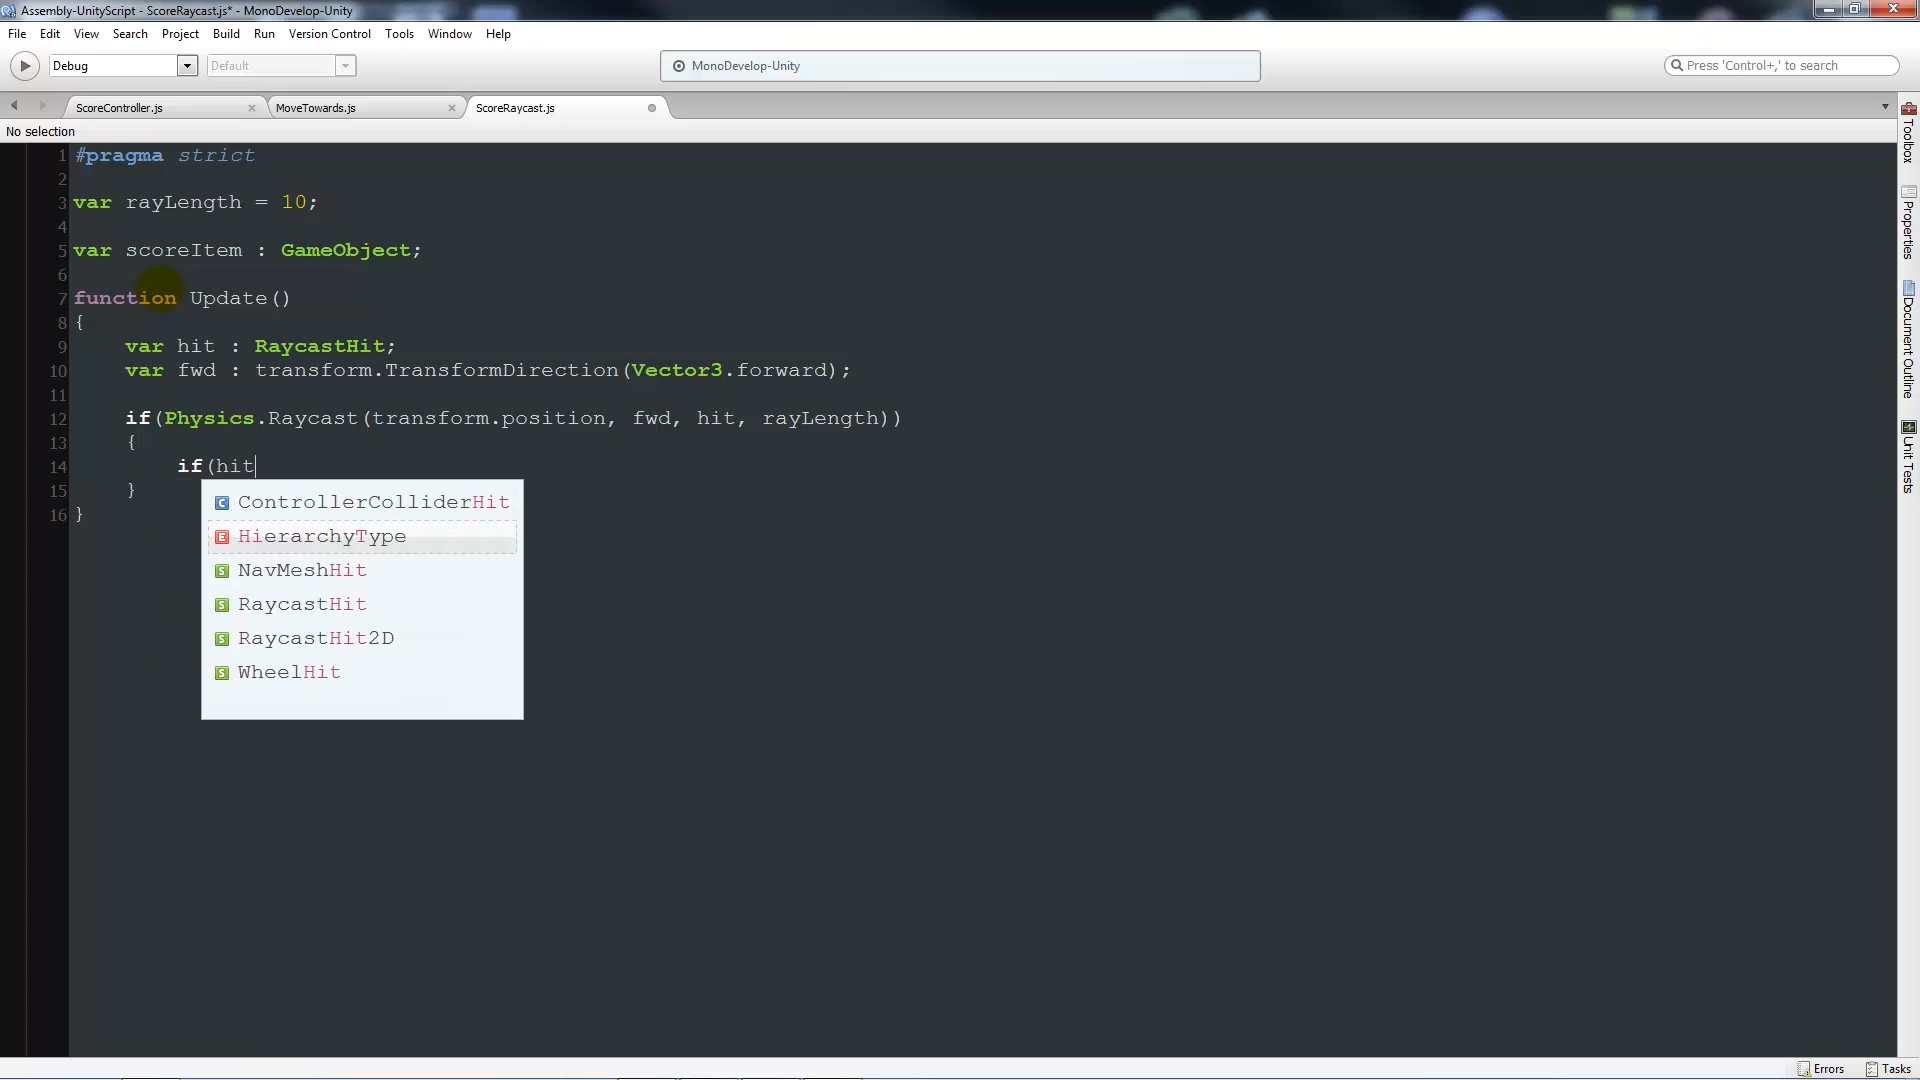 Assembly-UnityScript - ScoreRaycast.js* - MonoDevelop-Unity
File Edit View Search Project Build Run Version Control Tools Window Help
Debug Default MonoDevelop-Unity Press 'Control+,' to search
ScoreController.js MoveTowards.js ScoreRaycast.js
No selection
1 #pragma strict
2
3 var rayLength = 10;
4
5 var scoreItem : GameObject;
6
7 function Update()
8 {
9 var hit : RaycastHit;
10 var fwd : transform.TransformDirection(Vector3.forward);
11
12 if(Physics.Raycast(transform.position, fwd, hit, rayLength))
13 {
14 if(hit
15 }
16 }
ControllerColliderHit
HierarchyType
NavMeshHit
RaycastHit
RaycastHit2D
WheelHit
Toolbox
Properties
Document Outline
Unit Tests
Errors Tasks